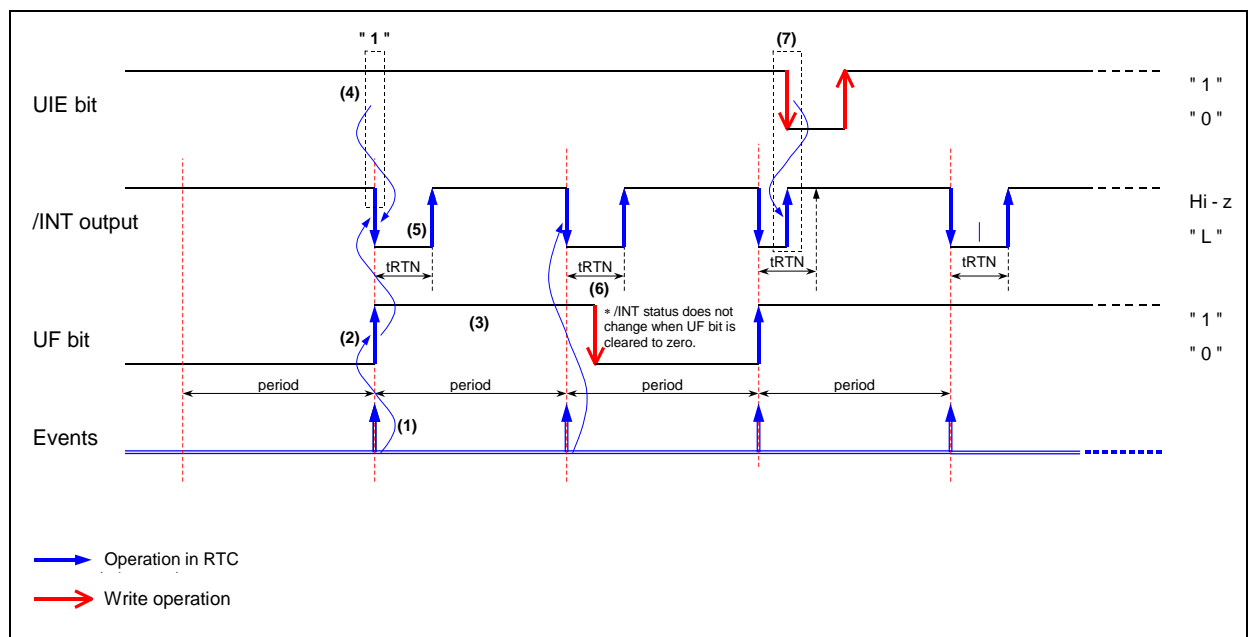 " 1 "
(7)
UIE bit
(4)
" 1 "
" 0 "
/INT output
(5)
Hi - z
" L "
tRTN
tRTN
tRTN
tRTN
(6)
* /INT status does not
change when UF bit is
cleared to zero.
UF bit
(2)
(3)
" 1 "
" 0 "
period
period
period
period
Events
(1)
Operation in RTC
Write operation